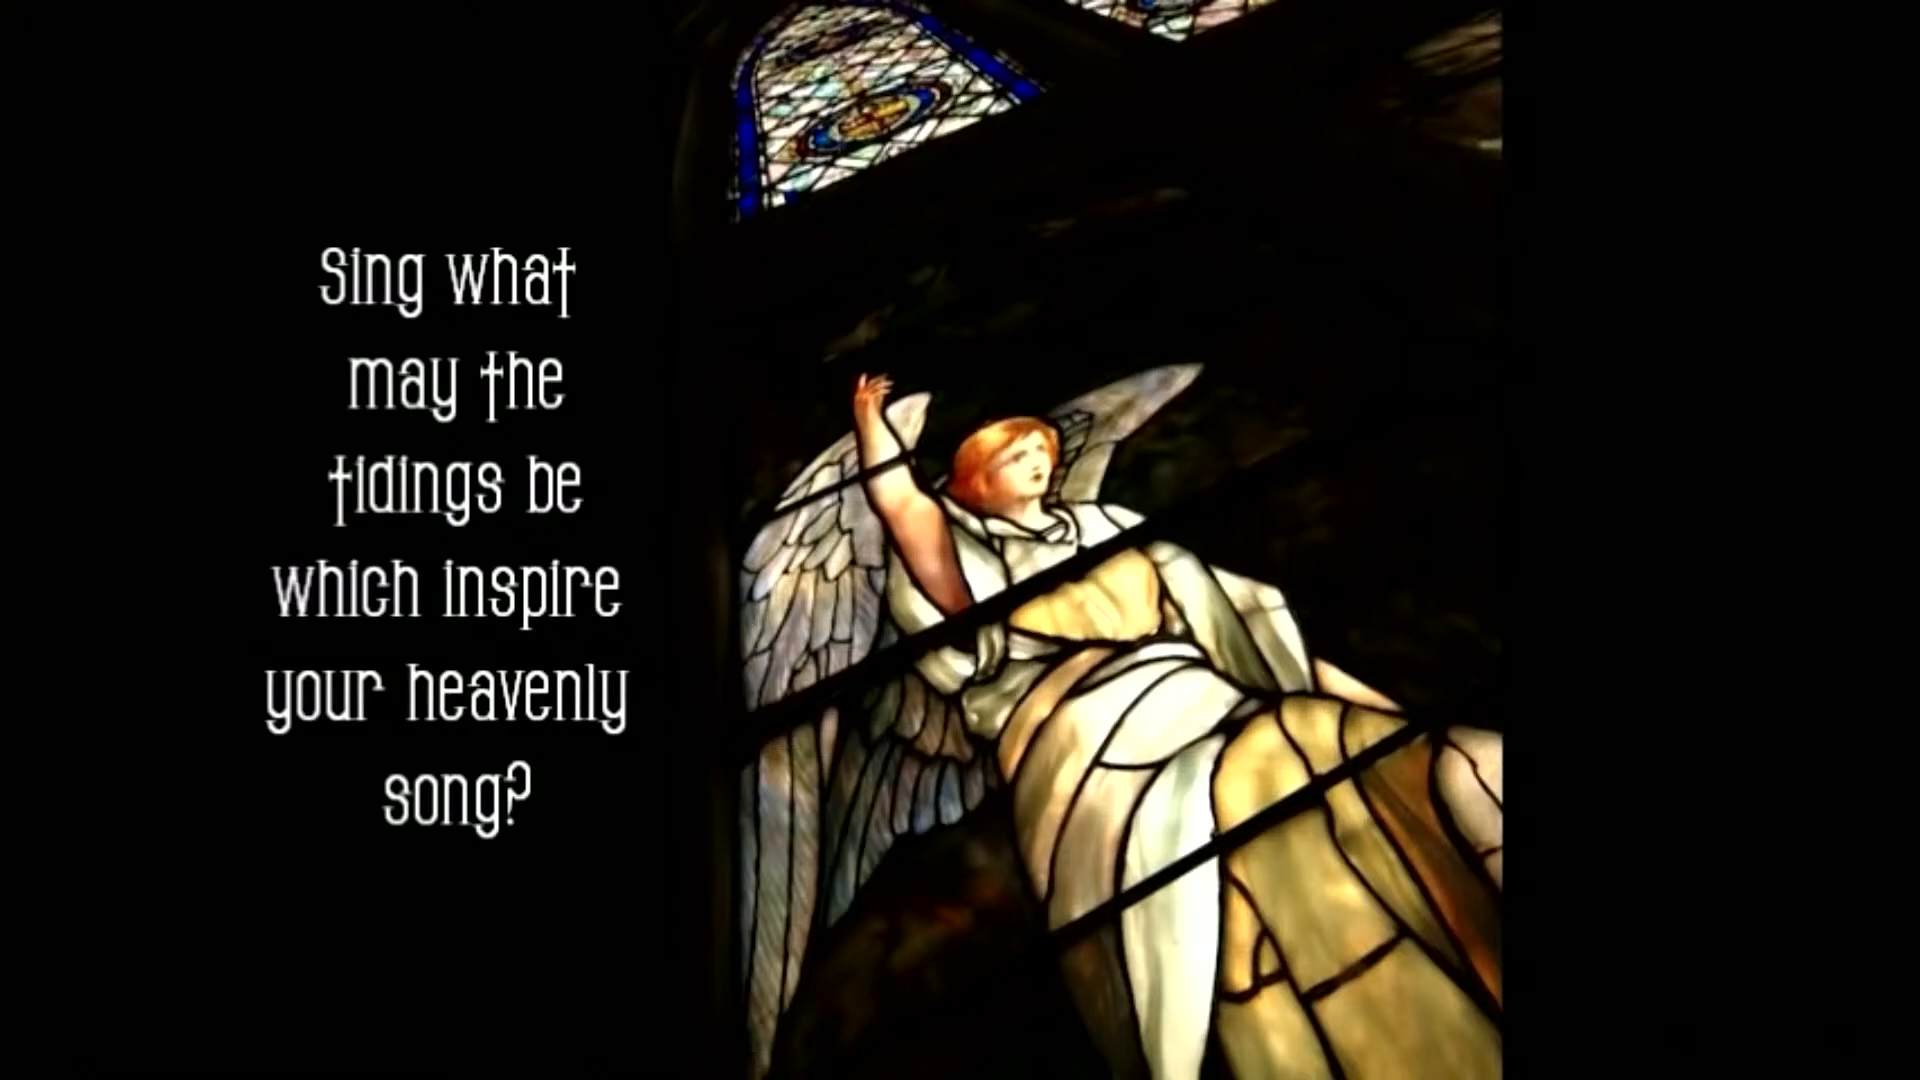 Sing what
may the
tidings be
which inspire
your heavenly
song?